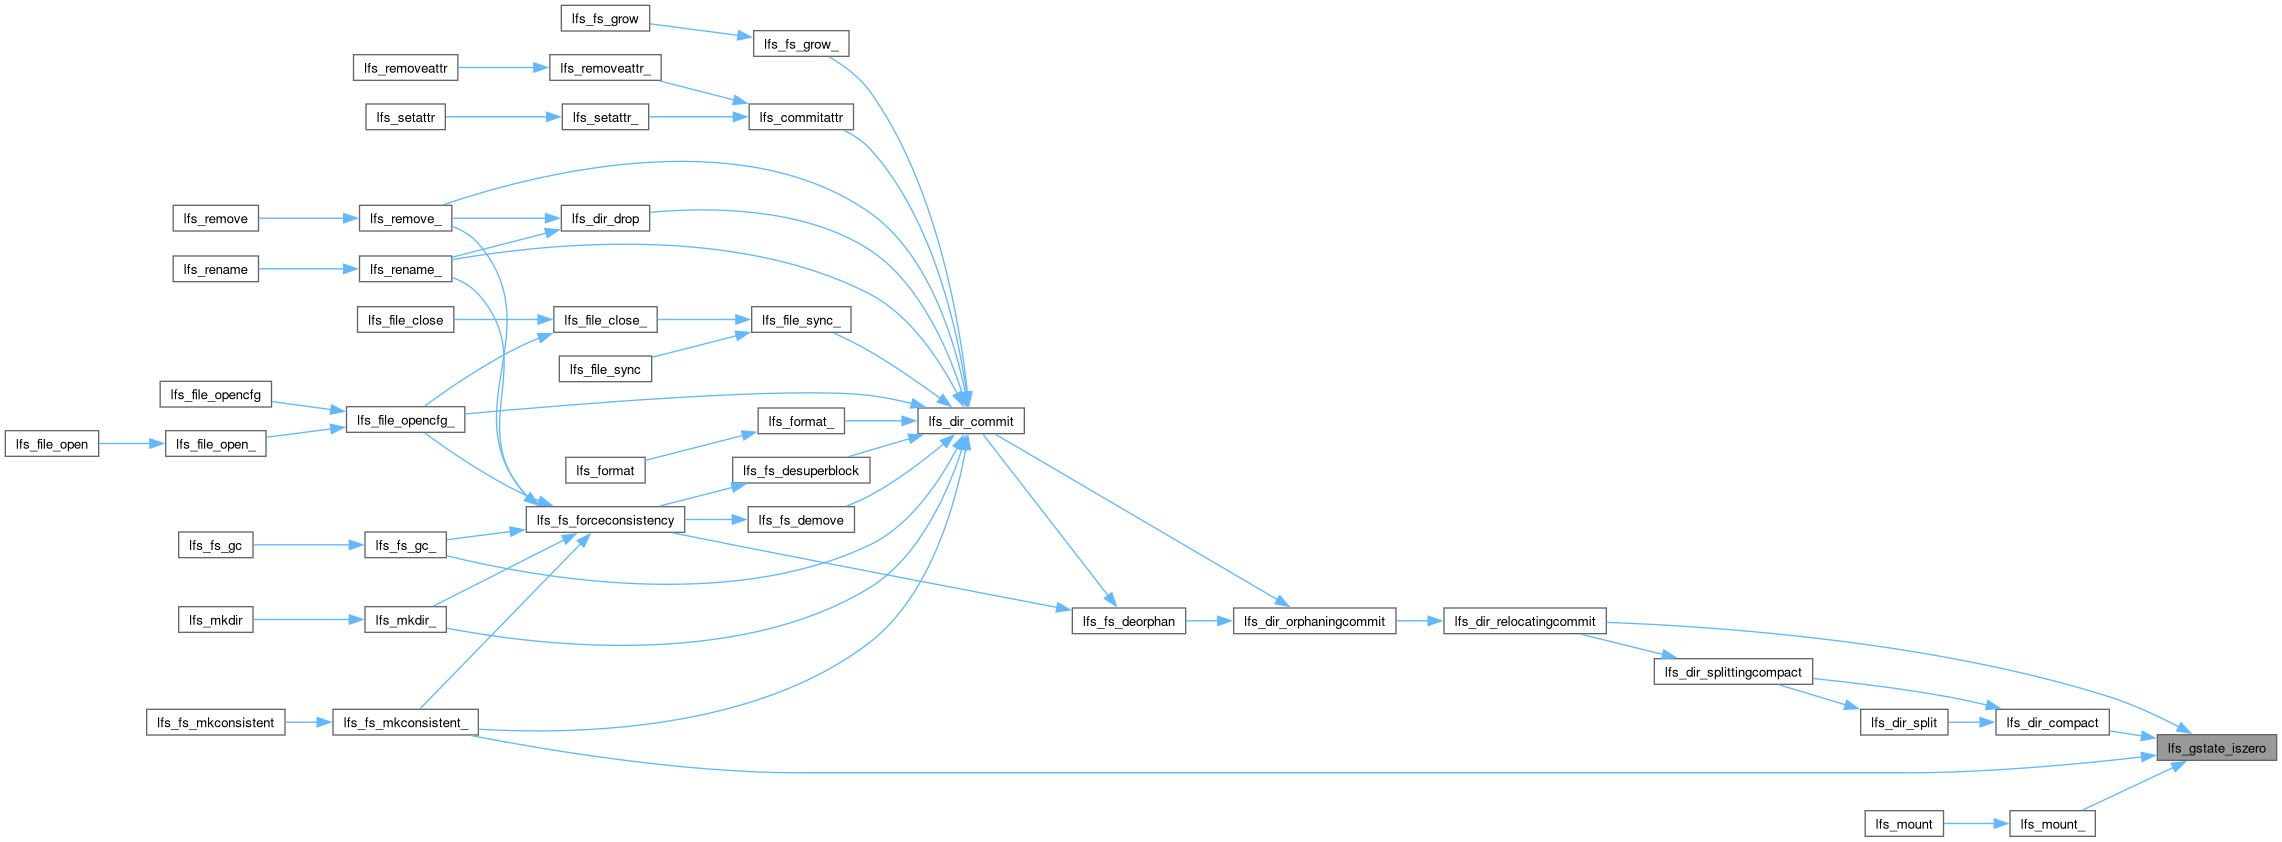 lfs_fs_grow
lfs_fs_grow_
lfs_removeattr
lfs_removeattr_
lfs_setattr
lfs_setattr_
lfs_commitattr
lfs_remove
lfs_remove_
lfs_dir_drop
lfs_rename
lfs_rename_
lfs_file_close
lfs_file_close_
lfs_file_sync_
lfs_file_sync
lfs_file_opencfg
lfs_file_opencfg_
lfs_file_open
lfs_file_open_
lfs_format_
lfs_dir_commit
lfs_format
lfs_fs_desuperblock
lfs_fs_forceconsistency
lfs_fs_demove
lfs_fs_gc
lfs_fs_gc_
lfs_mkdir
lfs_mkdir_
lfs_fs_deorphan
lfs_dir_orphaningcommit
lfs_dir_relocatingcommit
lfs_dir_splittingcompact
lfs_fs_mkconsistent
lfs_fs_mkconsistent_
lfs_dir_split
lfs_dir_compact
lfs_gstate_iszero
lfs_mount
lfs_mount_